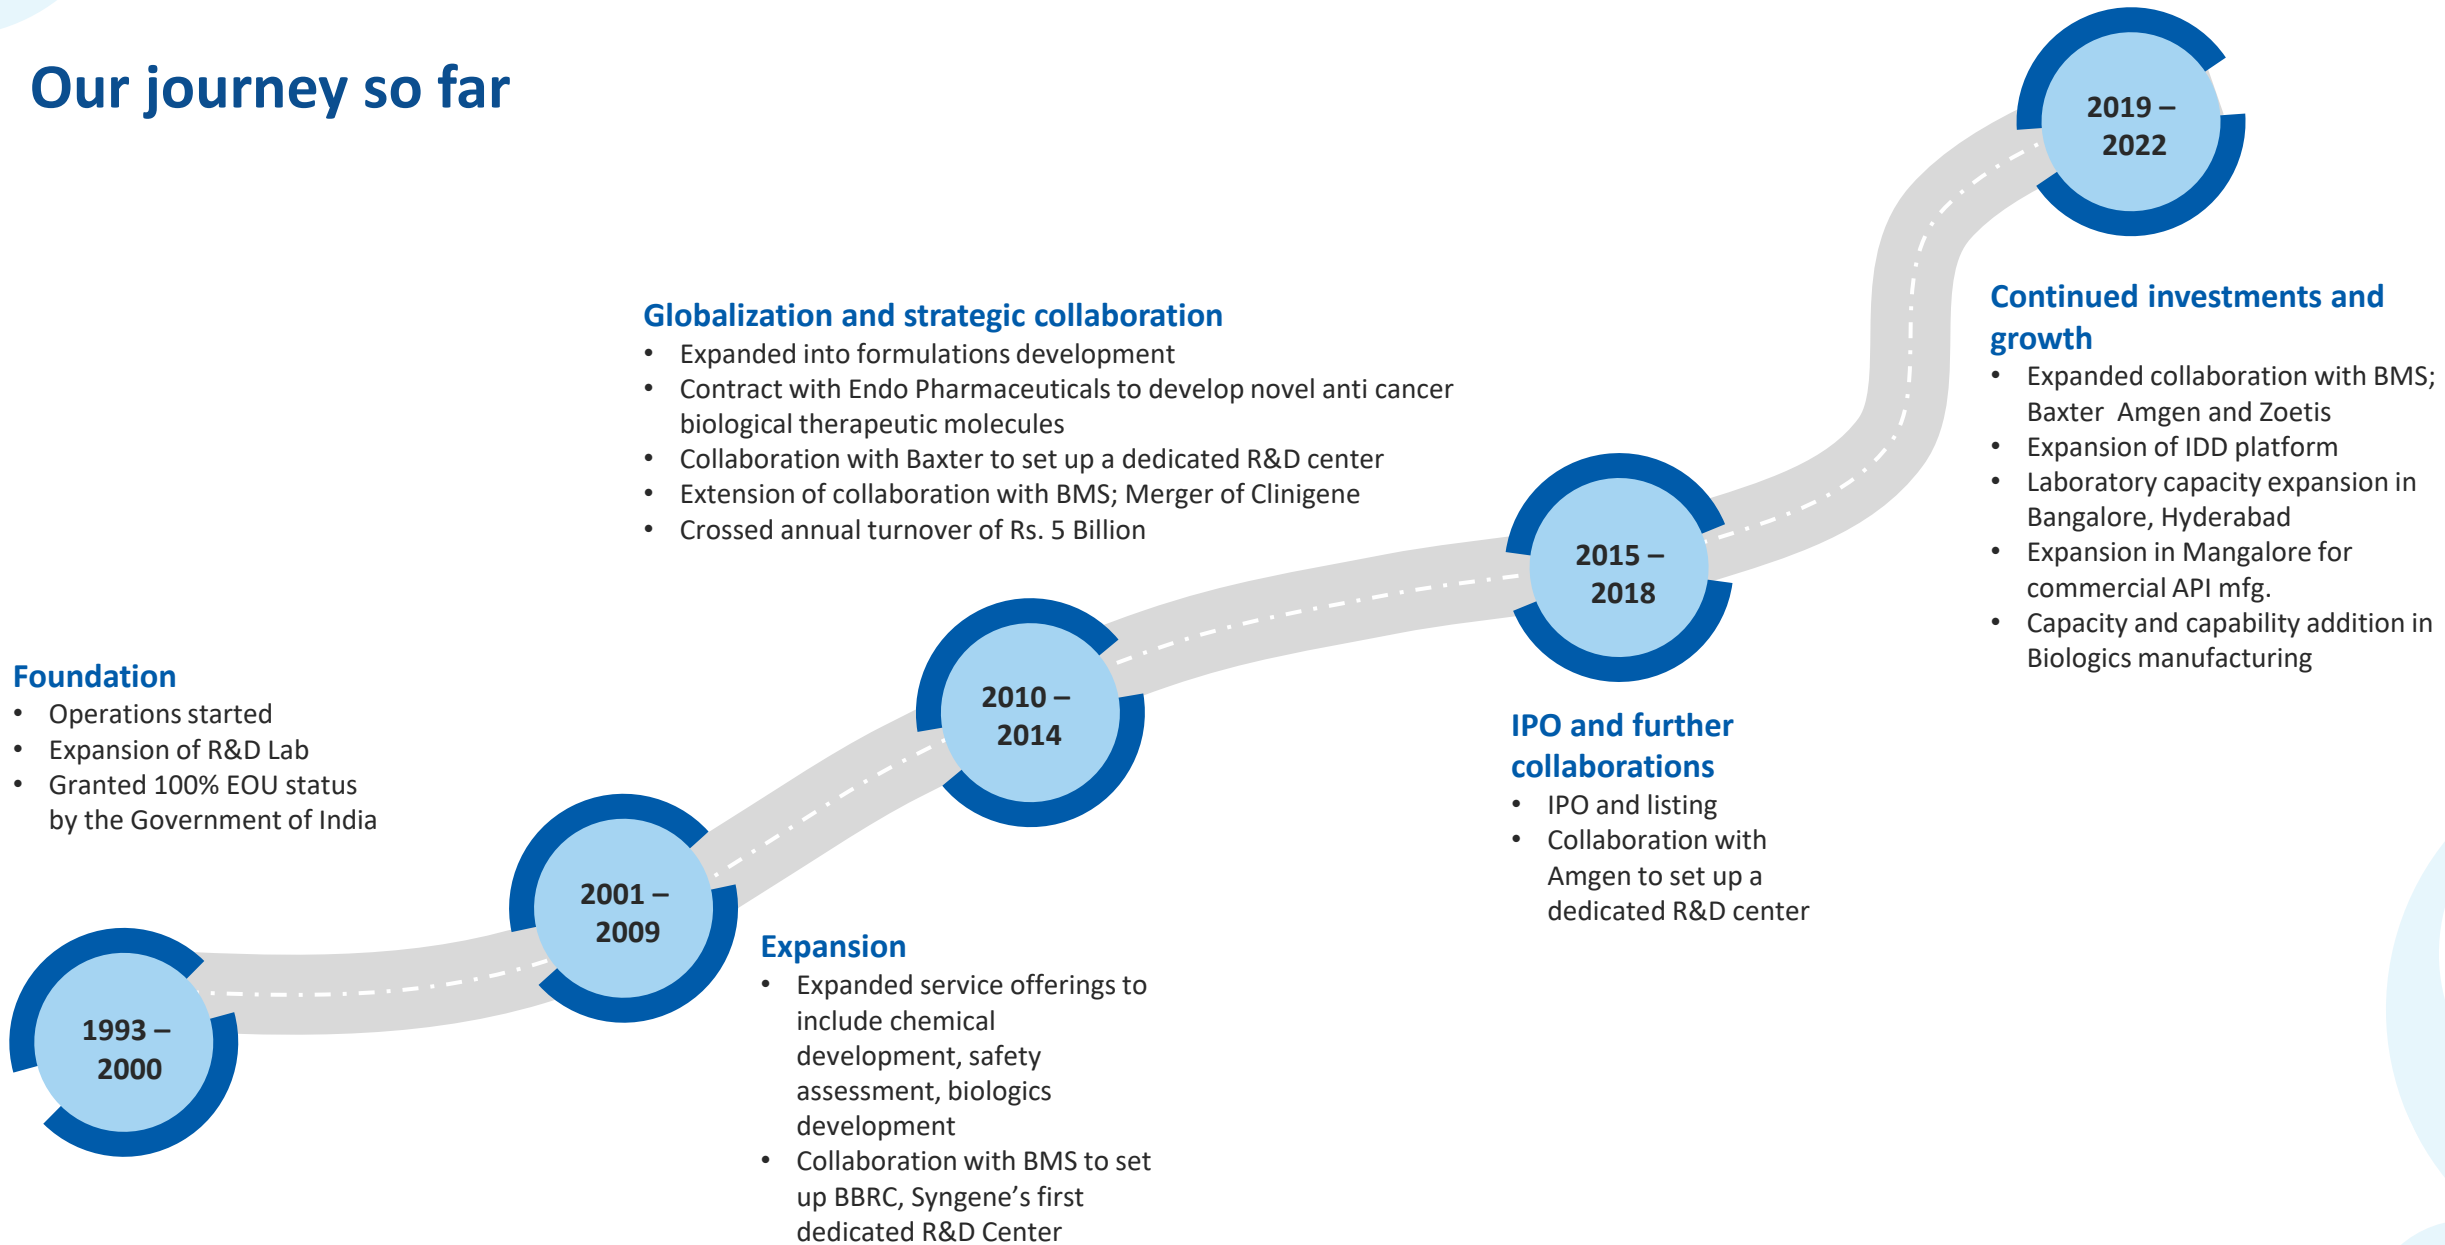 Our journey so far
1993 –
2000
Foundation
• Operations started
• Expansion of R&D Lab
• Granted 100% EOU status
by the Government of India
2001 –
2009
Expansion
• Expanded service offerings to
include chemical
development, safety
assessment, biologics
development
• Collaboration with BMS to set
up BBRC, Syngene’s first
dedicated R&D Center
2010 –
2014
Globalization and strategic collaboration
• Expanded into formulations development
• Contract with Endo Pharmaceuticals to develop novel anti cancer
biological therapeutic molecules
• Collaboration with Baxter to set up a dedicated R&D center
• Extension of collaboration with BMS; Merger of Clinigene
• Crossed annual turnover of Rs. 5 Billion
2015 –
2018
IPO and further
collaborations
• IPO and listing
• Collaboration with
Amgen to set up a
dedicated R&D center
2019 –
2022
Continued investments and
growth
• Expanded collaboration with BMS;
Baxter  Amgen and Zoetis
• Expansion of IDD platform
• Laboratory capacity expansion in
Bangalore, Hyderabad
• Expansion in Mangalore for
commercial API mfg.
• Capacity and capability addition in
Biologics manufacturing